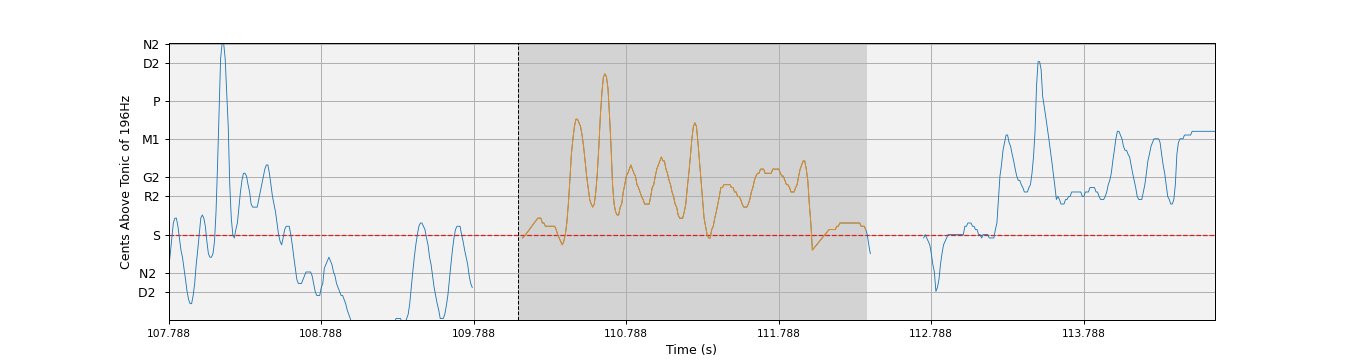 N2
D2
P
M1
G2
R2
S
N2
D2
Cents Above Tonic of 196Hz
107.788 108.788 109.788 110.788 111.788 112.788 113.788
Time (s)